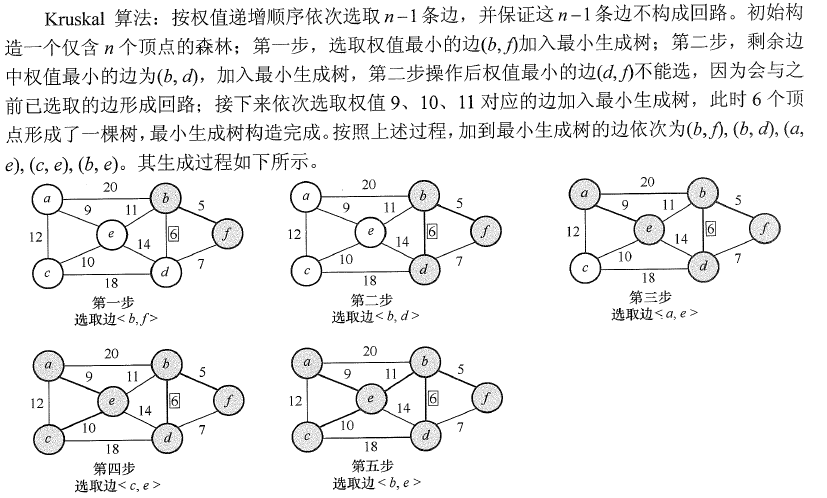 Kruskal 算法：按权值递增顺序依次选取n−1条边，并保证这n−1条边不构成回路。初始构
造一个仅含n个顶点的森林；第一步，选取权值最小的边(b, f)加入最小生成树；第二步，剩余边
中权值最小的边为(b, d)，加入最小生成树，第二步操作后权值最小的边(d, f)不能选，因为会与之
前已选取的边形成回路；接下来依次选取权值 9、10、11 对应的边加入最小生成树，此时 6 个顶
点形成了一棵树，最小生成树构造完成。按照上述过程，加到最小生成树的边依次为(b, f), (b, d), (a,
e), (c, e), (b, e)。其生成过程如下所示。
a 20 b 5 f 9 11 e 6 12 14 7 10 c 18 d
第一步
选取边< b, f >
a 20 b 5 f 9 11 e 6 12 14 7 10 c 18 d
第二步
选取边< b, d >
a 20 b 5 f 9 11 e 6 12 14 7 10 c 18 d
第三步
选取边< a, e >
a 20 b 5 f 9 11 e 6 12 14 7 10 c 18 d
第四步
选取边< c, e >
a 20 b 5 f 9 11 e 6 12 14 7 10 c 18 d
第五步
选取边< b, e >